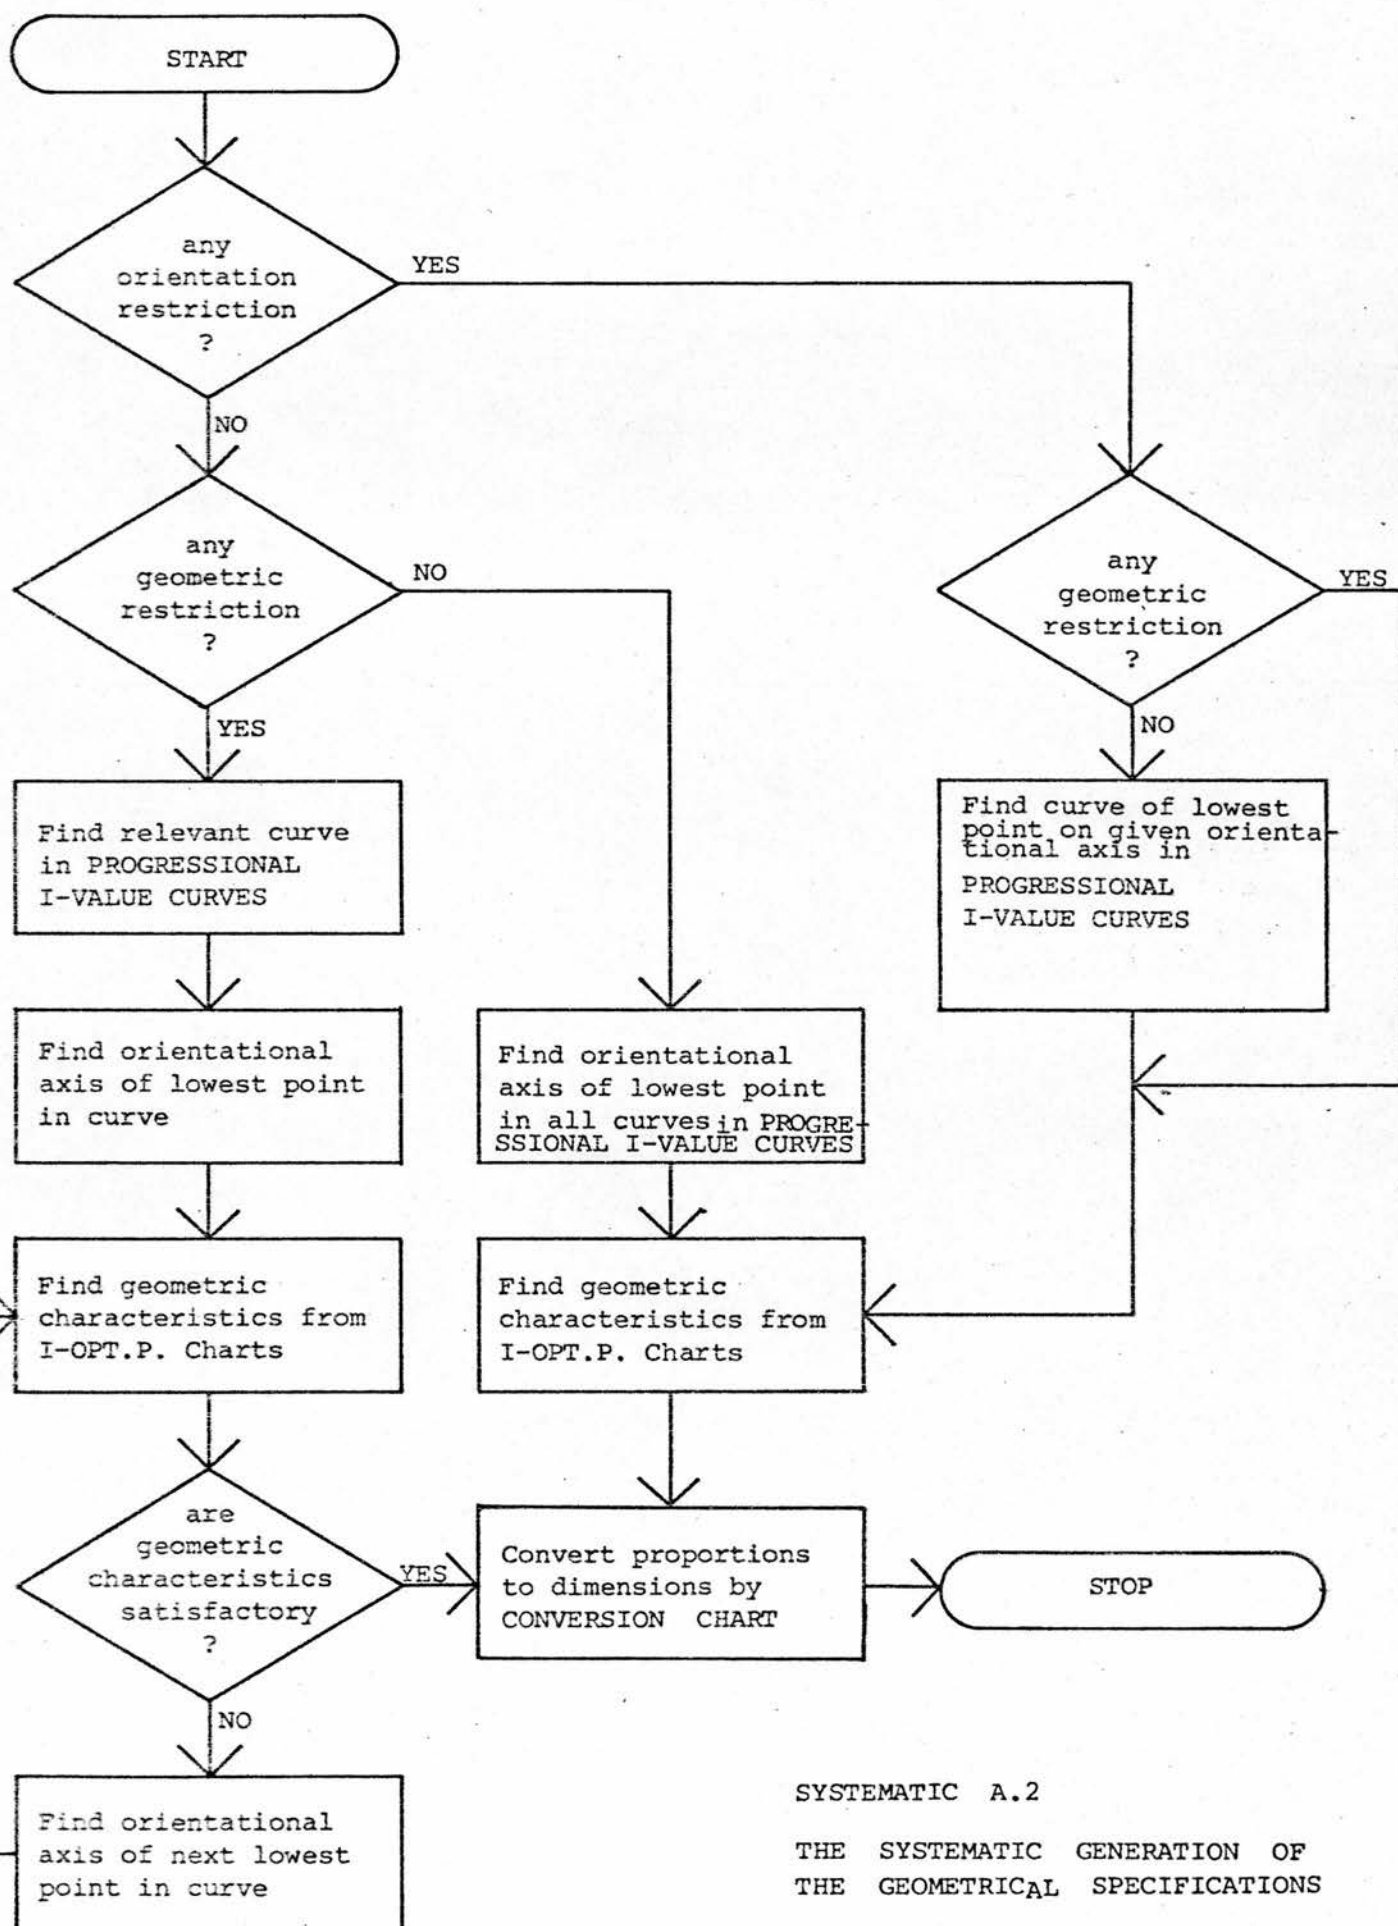 START
any
orientation
restriction
?
YES
NO
any
geometric
restriction
?
NO
YES
any
geometric
restriction
?
YES
NO
Find relevant curve
in PROGRESSIONAL
I-VALUE CURVES
Find curve of lowest
point on given orienta-
tional axis in
PROGRESSIONAL
I-VALUE CURVES
Find orientational
axis of lowest point
in curve
Find orientational
axis of lowest point
in all curves in PROGRE-
SSIONAL I-VALUE CURVES
Find geometric
characteristics from
I-OPT.P. Charts
Find geometric
characteristics from
I-OPT.P. Charts
are
geometric
characteristics
satisfactory
?
YES
NO
Convert proportions
to dimensions by
CONVERSION CHART
STOP
Find orientational
axis of next lowest
point in curve
SYSTEMATIC A.2
THE SYSTEMATIC GENERATION OF
THE GEOMETRICAL SPECIFICATIONS